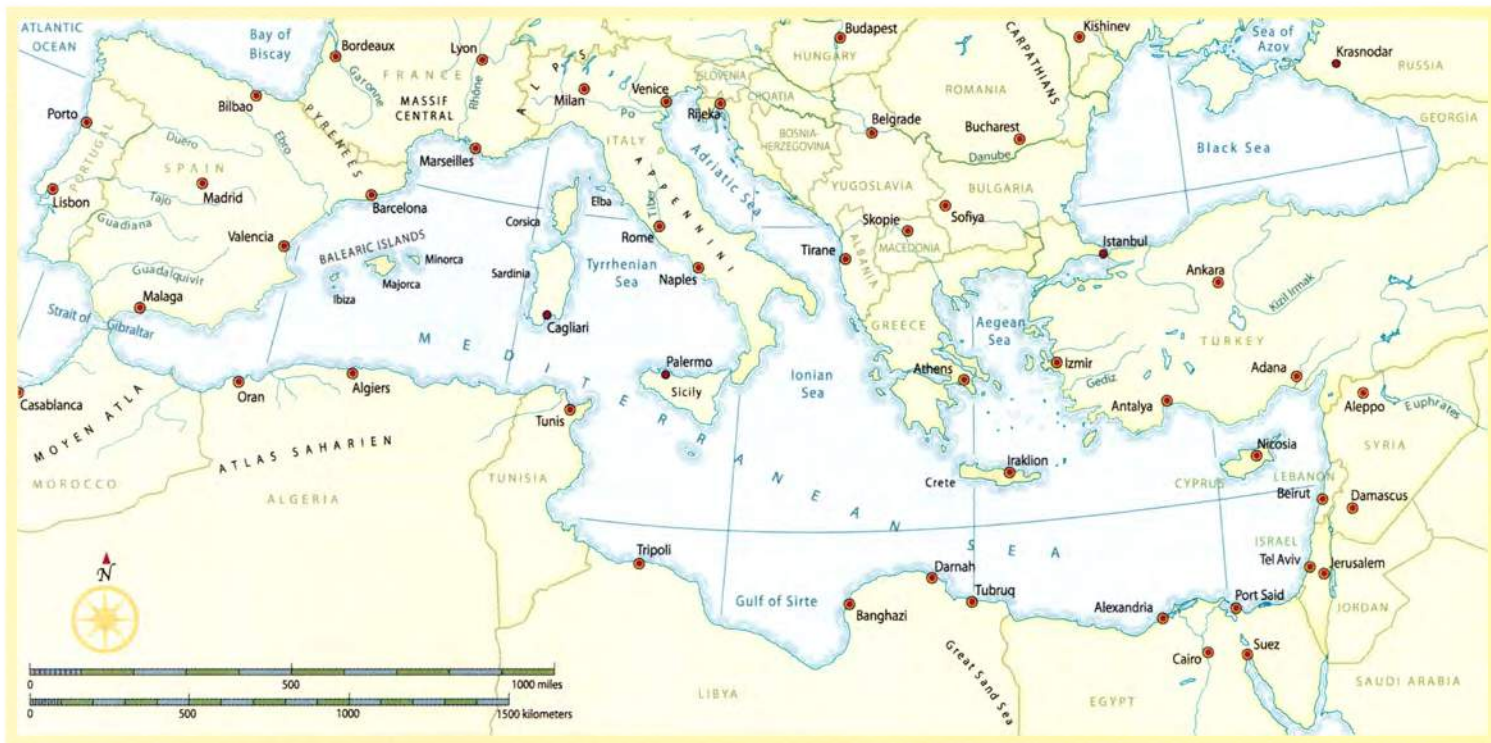 ATLANTIC
OCEAN
Bay of
Biscay
Bordeaux
Lyon
Budapest
Kishinev
Sea of
Azov
Krasnodar
RUSSIA
CARPATHIANS
HUNGARY
FRANCE
Garonne
MASSIF
CENTRAL
Rhône
ALPS
Milan
Venice
SLOVENIA
CROATIA
Rijeka
ROMANIA
Bilbao
Porto
PYRENEES
Po
ITALY
BOSNIA-
HERZEGOVINA
Belgrade
Bucharest
GEORGIA
Duero
Ebro
Marseilles
Danube
Black Sea
PORTUGAL
SPAIN
Madrid
Tajo
Lisbon
Barcelona
Corsica
Elba
Tiber
APPENNINI
Adriatic Sea
YUGOSLAVIA
BULGARIA
Sofiya
Skopie
MACEDONIA
Guadiana
Valencia
BALEARIC ISLANDS
Minorca
Majorca
Ibiza
Sardinia
Rome
Tyrrhenian
Sea
Naples
Tirane
ALBANIA
Istanbul
Ankara
Kizil Irmak
Guadalquivir
Malaga
Strait of
Gibraltar
Cagliari
GREECE
Aegean
Sea
TURKEY
MEDITERRANEAN SEA
Palermo
Sicily
Ionian
Sea
Athens
Izmir
Gediz
Adana
Antalya
Aleppo
Euphrates
Casablanca
Oran
Algiers
Tunis
MOYEN ATLA
ATLAS SAHARIEN
MOROCCO
ALGERIA
TUNISIA
Crete
Iraklion
Nicosia
CYPRUS
SYRIA
LEBANON
Beirut
Damascus
ISRAEL
Tel Aviv
Jerusalem
JORDAN
Tripoli
Gulf of Sirte
Banghazi
Darnah
Tubruq
Alexandria
Port Said
Cairo
Suez
Great Sand Sea
LIBYA
EGYPT
SAUDI ARABIA
N
0 500 1000 miles
0 500 1000 1500 kilometers